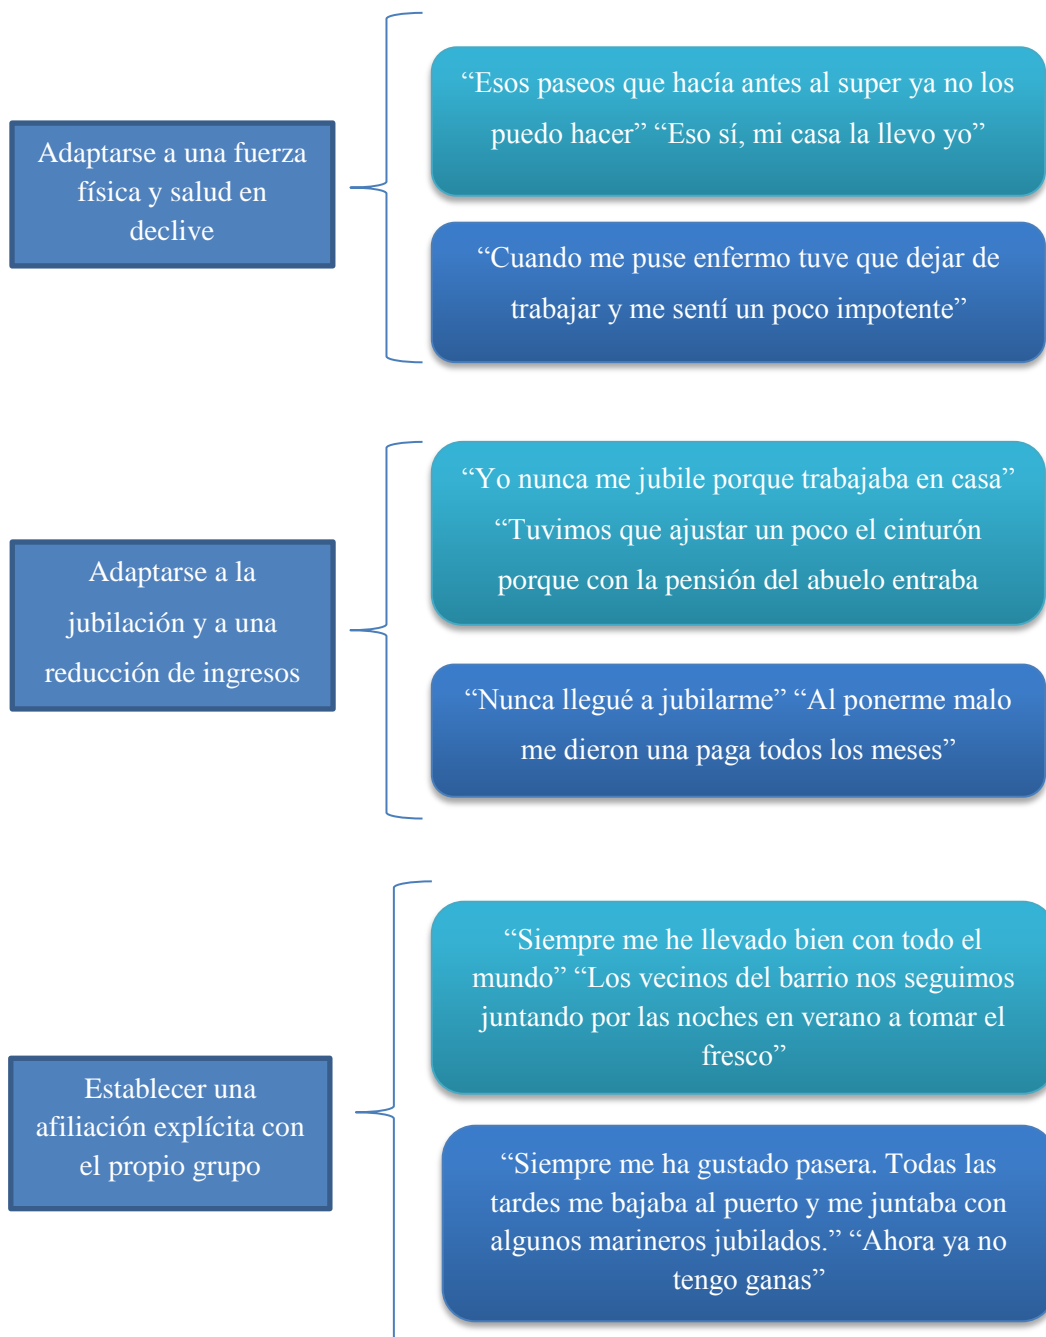 Adaptarse a una fuerza
física y salud en
declive
“Esos paseos que hacía antes al super ya no los
puedo hacer” “Eso sí, mi casa la llevo yo”
“Cuando me puse enfermo tuve que dejar de
trabajar y me sentí un poco impotente”
Adaptarse a la
jubilación y a una
reducción de ingresos
“Yo nunca me jubile porque trabajaba en casa”
“Tuvimos que ajustar un poco el cinturón
porque con la pensión del abuelo entraba
“Nunca llegué a jubilarme” “Al ponerme malo
me dieron una paga todos los meses”
Establecer una
afiliación explícita con
el propio grupo
“Siempre me he llevado bien con todo el
mundo” “Los vecinos del barrio nos seguimos
juntando por las noches en verano a tomar el
fresco”
“Siempre me ha gustado pasera. Todas las
tardes me bajaba al puerto y me juntaba con
algunos marineros jubilados.” “Ahora ya no
tengo ganas”